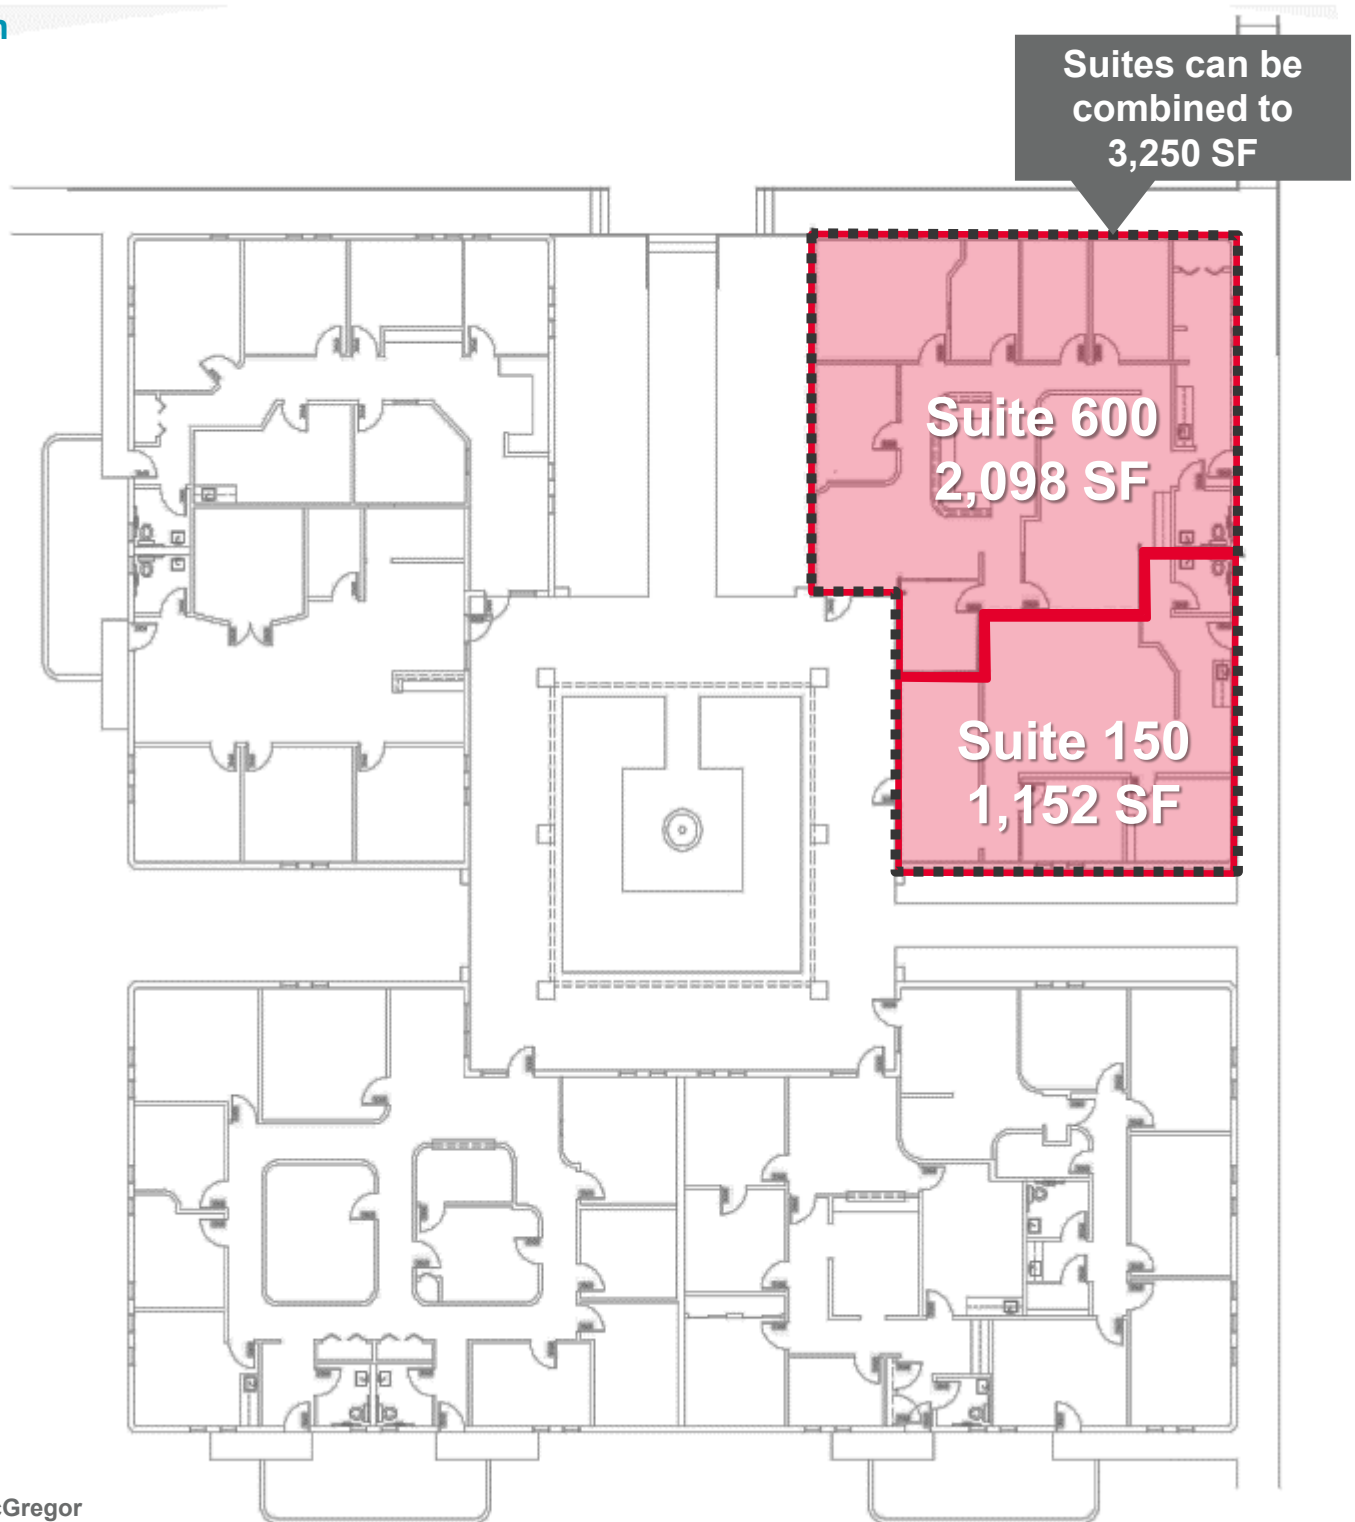 Suites can be
combined to
3,250 SF
Suite 600
2,098 SF
Suite 150
1,152 SF
Gregor